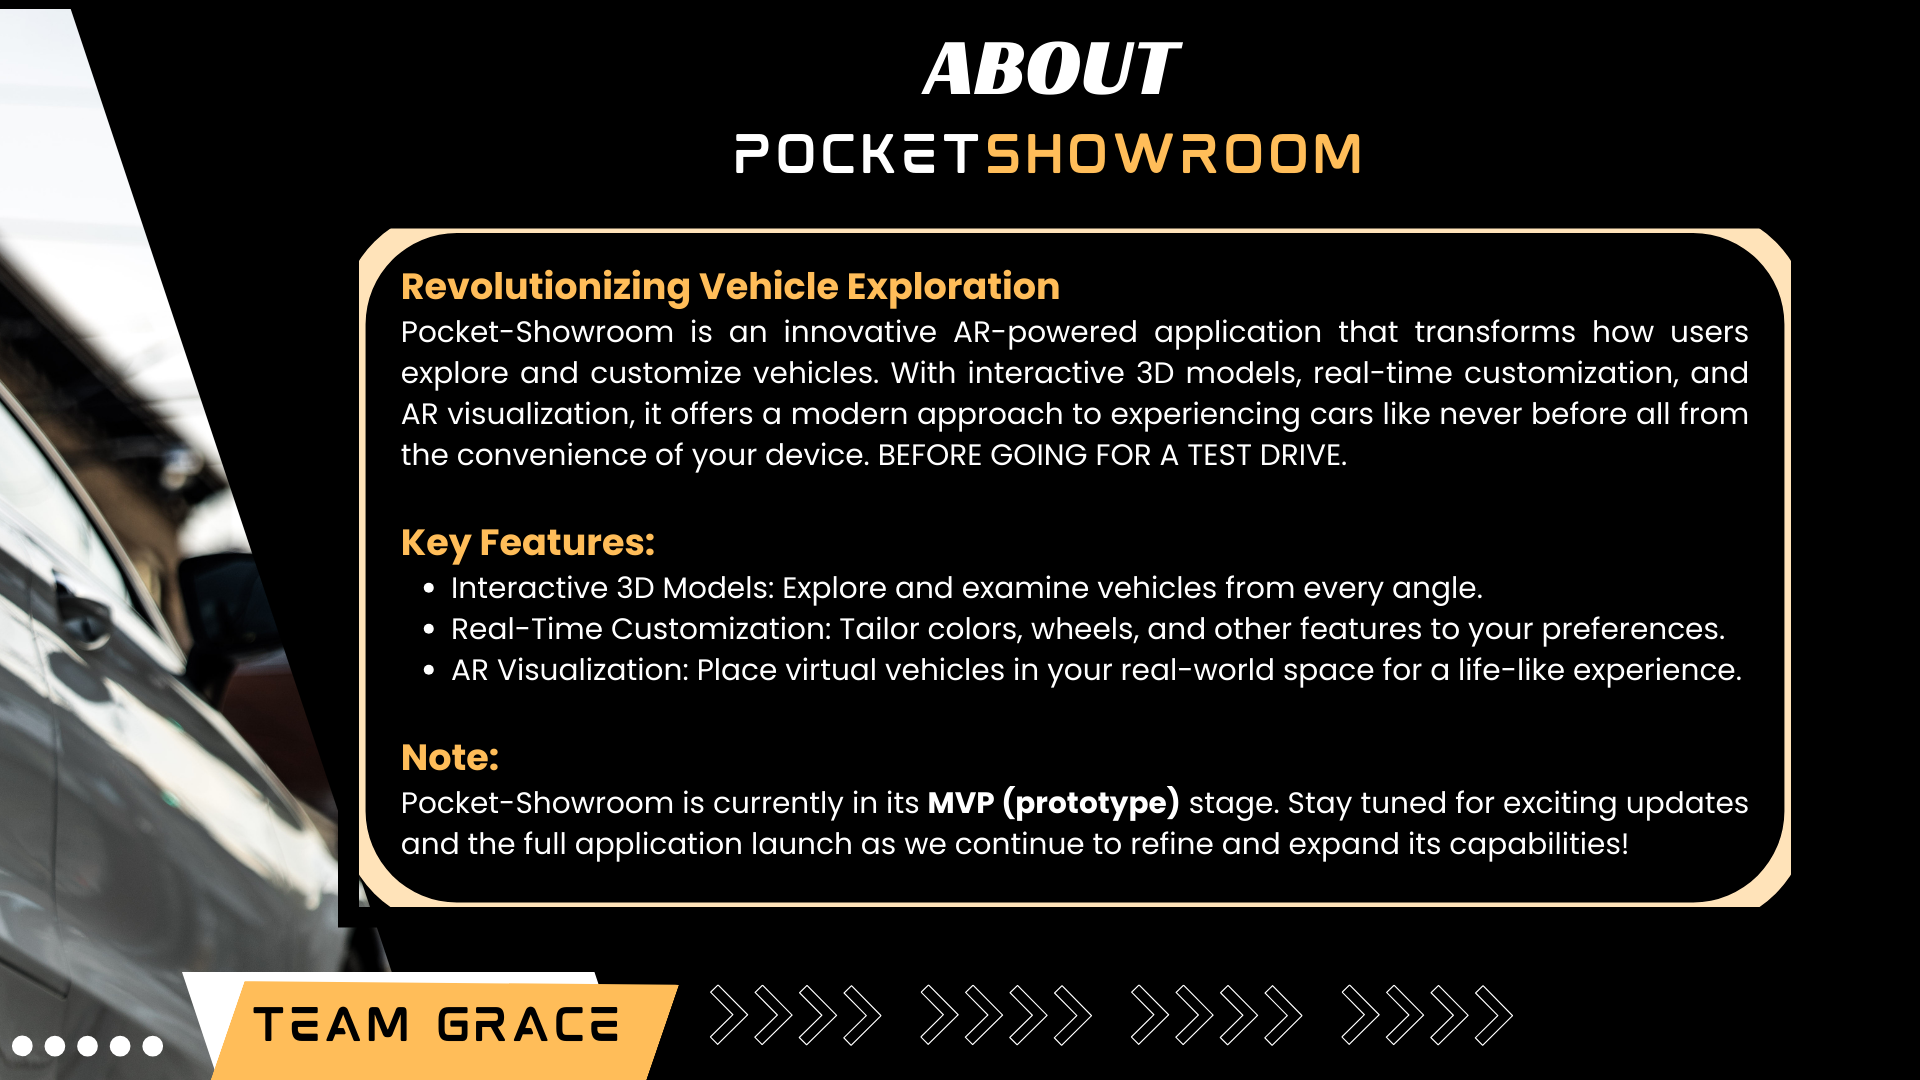 ABOUT
POCKETSHOWROOM
Revolutionizing Vehicle Exploration
Pocket-Showroom is an innovative AR-powered application that transforms how users
explore and customize vehicles. With interactive 3D models, real-time customization, and
AR visualization, it offers a modern approach to experiencing cars like never before all from
the convenience of your device. BEFORE GOING FOR A TEST DRIVE.
Key Features:
• Interactive 3D Models: Explore and examine vehicles from every angle.
• Real-Time Customization: Tailor colors, wheels, and other features to your preferences.
• AR Visualization: Place virtual vehicles in your real-world space for a life-like experience.
Note:
Pocket-Showroom is currently in its MVP (prototype) stage. Stay tuned for exciting updates
and the full application launch as we continue to refine and expand its capabilities!
TEAM GRACE